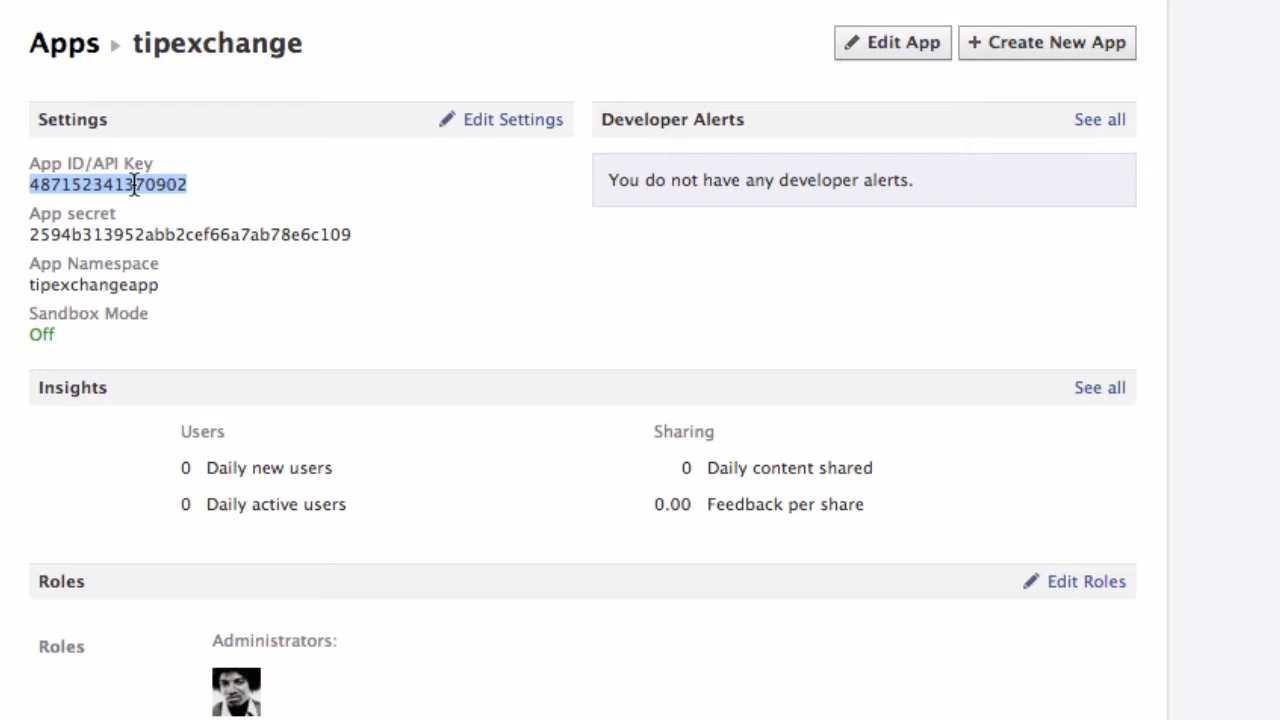 Apps ▸ tipexchange
Edit App
+ Create New App
Settings
Edit Settings
Developer Alerts
See all
App ID/API Key
487152341370902
You do not have any developer alerts.
App secret
2594b313952abb2cef66a7ab78e6c109
App Namespace
tipexchangeapp
Sandbox Mode
Off
Insights
See all
Users
Sharing
0 Daily new users
0 Daily content shared
0 Daily active users
0.00 Feedback per share
Roles
Edit Roles
Roles
Administrators: